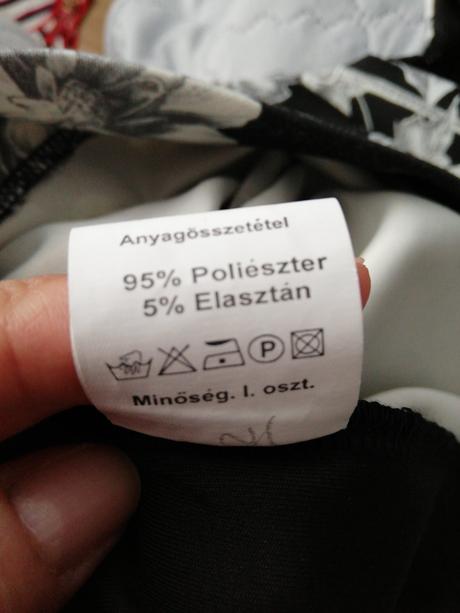 Anyagösszetétel
95% Poliészter
5% Elasztán
P
Minőség. I. oszt.